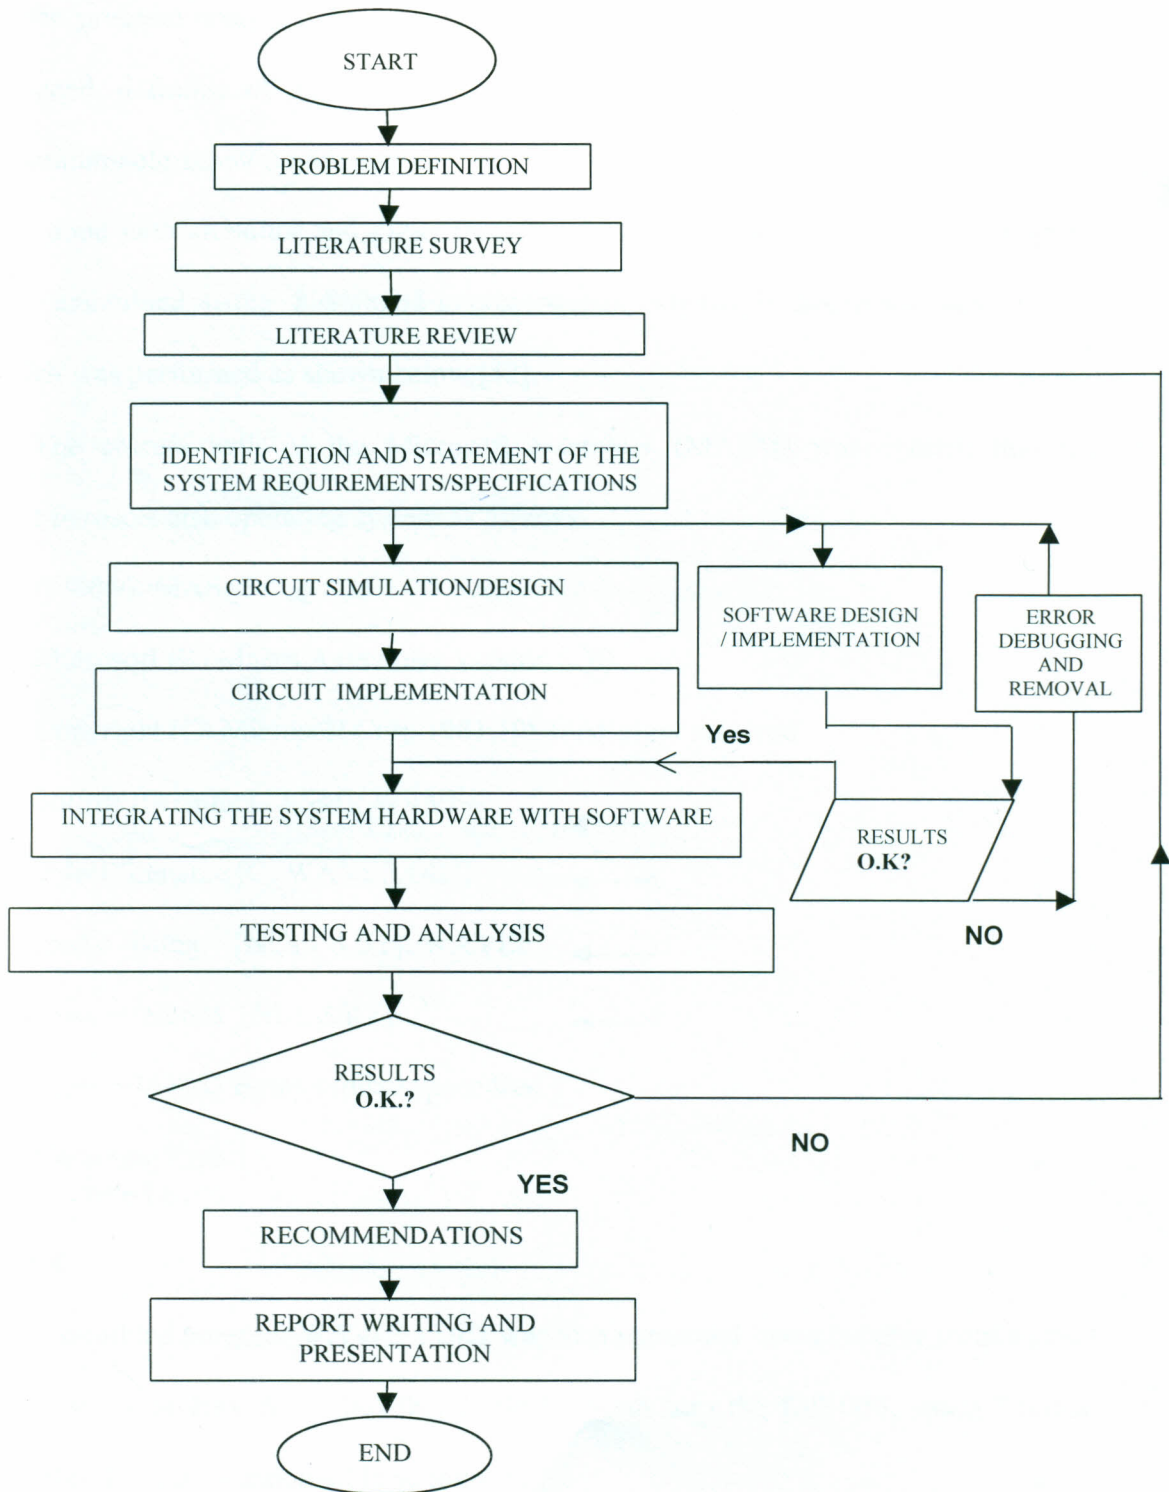 START
PROBLEM DEFINITION
LITERATURE SURVEY
LITERATURE REVIEW
IDENTIFICATION AND STATEMENT OF THE
SYSTEM REQUIREMENTS/SPECIFICATIONS
CIRCUIT SIMULATION/DESIGN
SOFTWARE DESIGN
/ IMPLEMENTATION
ERROR
DEBUGGING
AND
REMOVAL
CIRCUIT IMPLEMENTATION
Yes
INTEGRATING THE SYSTEM HARDWARE WITH SOFTWARE
RESULTS
O.K?
NO
TESTING AND ANALYSIS
RESULTS
O.K.?
NO
YES
RECOMMENDATIONS
REPORT WRITING AND
PRESENTATION
END